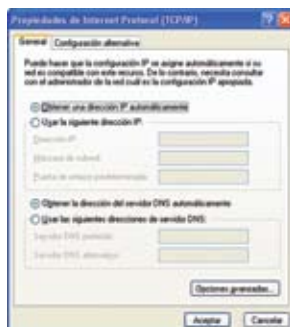 Propiedades de Internet Protocol (TCP/IP)
General Configuración alternativa
Puede hacer que la configuración IP se asigne automáticamente si su
red es compatible con este recurso. De lo contrario, necesita consultar
con el administrador de la red cuál es la configuración IP apropiada.
Obtener una dirección IP automáticamente
Usar la siguiente dirección IP:
Dirección IP:
Máscara de subred:
Puerta de enlace predeterminada:
Obtener la dirección del servidor DNS automáticamente
Usar las siguientes direcciones de servidor DNS:
Servidor DNS preferido:
Servidor DNS alternativo:
Opciones avanzadas...
Aceptar Cancelar